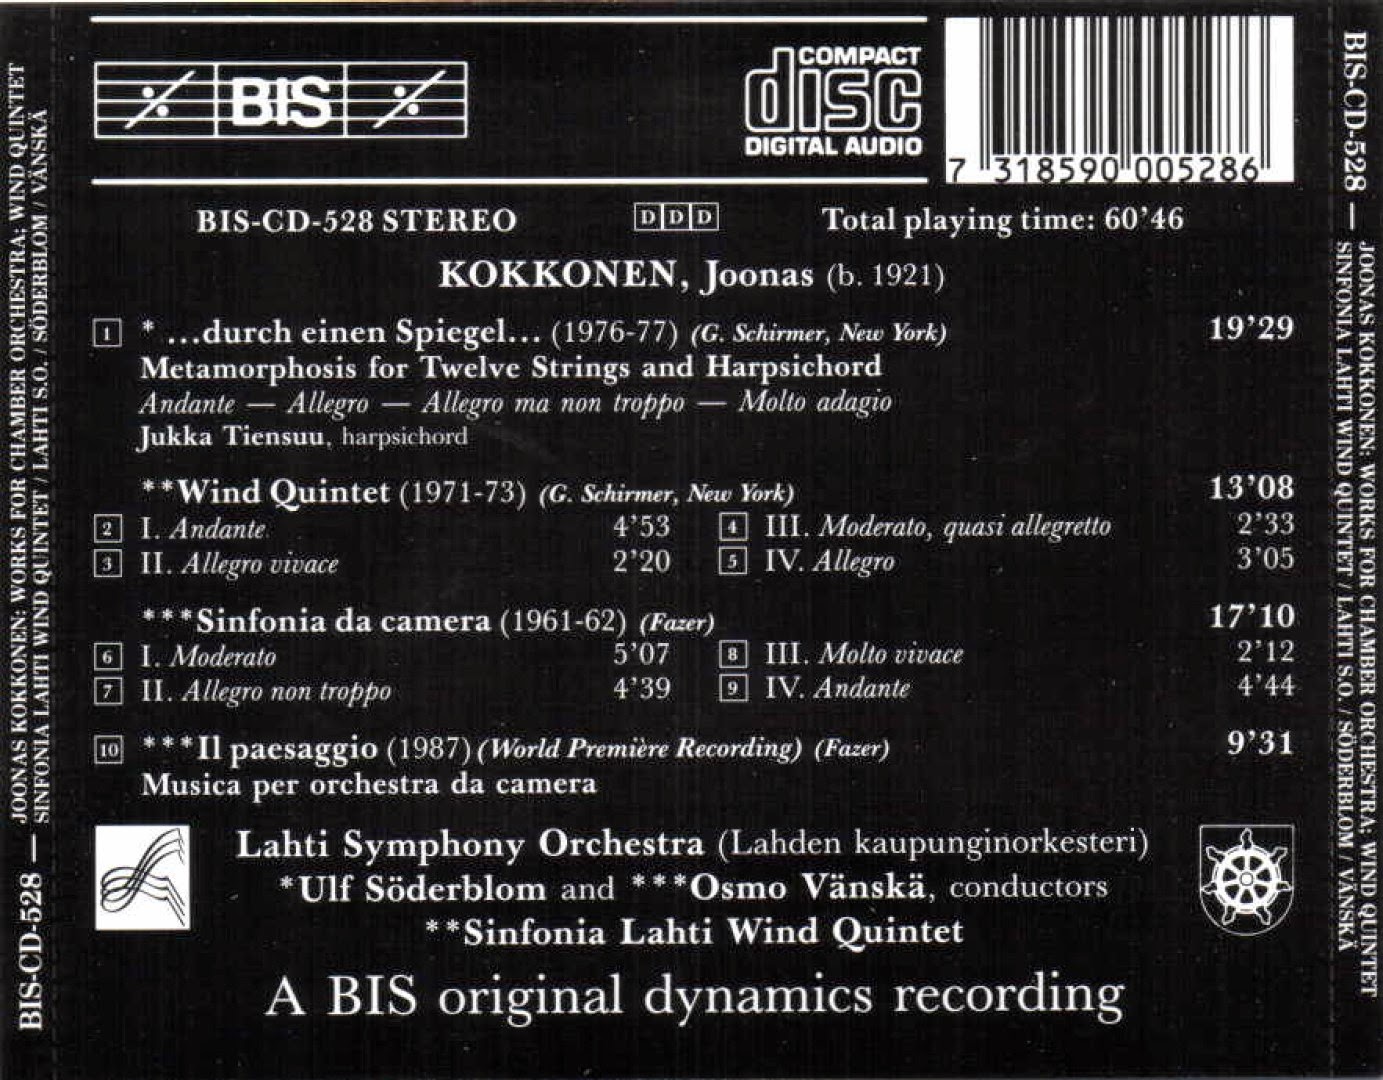 BIS
COMPACT
disc
DIGITAL AUDIO
7 318590 005286
BIS-CD-528 STEREO
D D D
Total playing time: 60'46
KOKKONEN, Joonas (b. 1921)
1 * ...durch einen Spiegel... (1976-77) (G. Schirmer, New York) 19'29
Metamorphosis for Twelve Strings and Harpsichord
Andante — Allegro — Allegro ma non troppo — Molto adagio
Jukka Tiensuu, harpsichord
**Wind Quintet (1971-73) (G. Schirmer, New York) 13'08
2 I. Andante 4'53 4 III. Moderato, quasi allegretto 2'33
3 II. Allegro vivace 2'20 5 IV. Allegro 3'05
***Sinfonia da camera (1961-62) (Fazer) 17'10
6 I. Moderato 5'07 8 III. Molto vivace 2'12
7 II. Allegro non troppo 4'39 9 IV. Andante 4'44
10 ***Il paesaggio (1987) (World Première Recording) (Fazer) 9'31
Musica per orchestra da camera
Lahti Symphony Orchestra (Lahden kaupunginorkesteri)
*Ulf Söderblom and ***Osmo Vänskä, conductors
**Sinfonia Lahti Wind Quintet
A BIS original dynamics recording
BIS-CD-528 — JOONAS KOKKONEN: WORKS FOR CHAMBER ORCHESTRA; WIND QUINTET
SINFONIA LAHTI WIND QUINTET / LAHTI S.O. / SÖDERBLOM / VÄNSKÄ
BIS-CD-528 — JOONAS KOKKONEN: WORKS FOR CHAMBER ORCHESTRA; WIND QUINTET
SINFONIA LAHTI WIND QUINTET / LAHTI S.O. / SÖDERBLOM / VÄNSKÄ